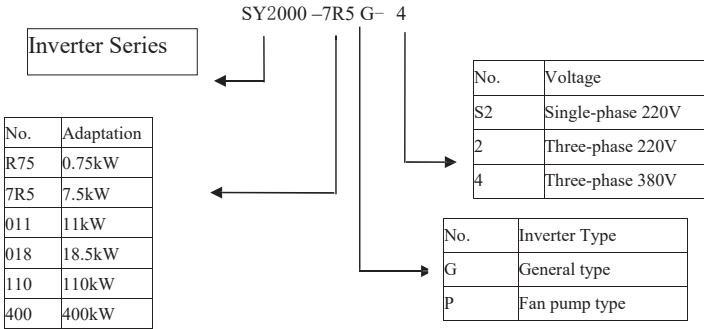 SY2000 –7R5 G– 4
Inverter Series
No. Adaptation
R75 0.75kW
7R5 7.5kW
011 11kW
018 18.5kW
110 110kW
400 400kW
No. Voltage
S2 Single-phase 220V
2 Three-phase 220V
4 Three-phase 380V
No. Inverter Type
G General type
P Fan pump type